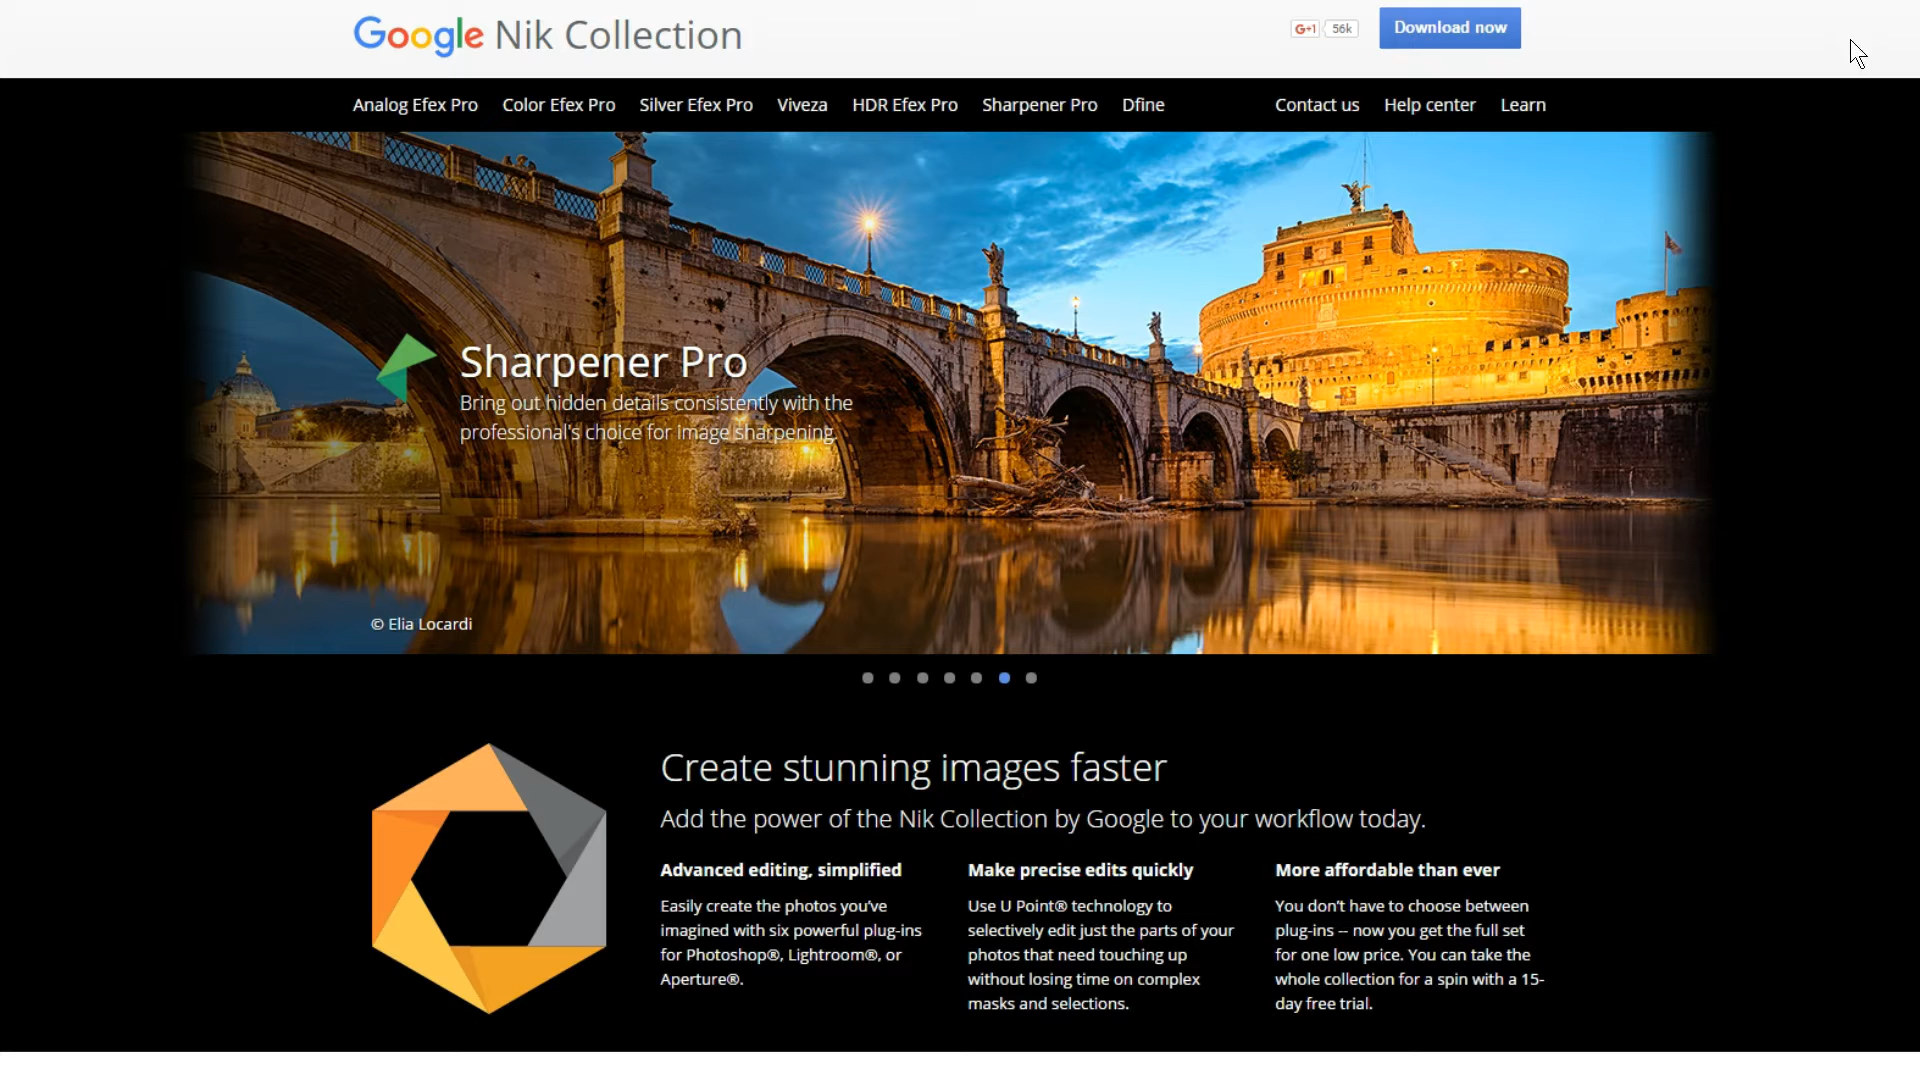 Google Nik Collection
G+1 56k
Download now
Analog Efex Pro Color Efex Pro Silver Efex Pro Viveza HDR Efex Pro Sharpener Pro Dfine Contact us Help center Learn
Sharpener Pro
Bring out hidden details consistently with the
professional's choice for image sharpening.
© Elia Locardi
Create stunning images faster
Add the power of the Nik Collection by Google to your workflow today.
Advanced editing, simplified
Easily create the photos you've
imagined with six powerful plug-ins
for Photoshop®, Lightroom®, or
Aperture®.
Make precise edits quickly
Use U Point® technology to
selectively edit just the parts of your
photos that need touching up
without losing time on complex
masks and selections.
More affordable than ever
You don't have to choose between
plug-ins – now you get the full set
for one low price. You can take the
whole collection for a spin with a 15-
day free trial.